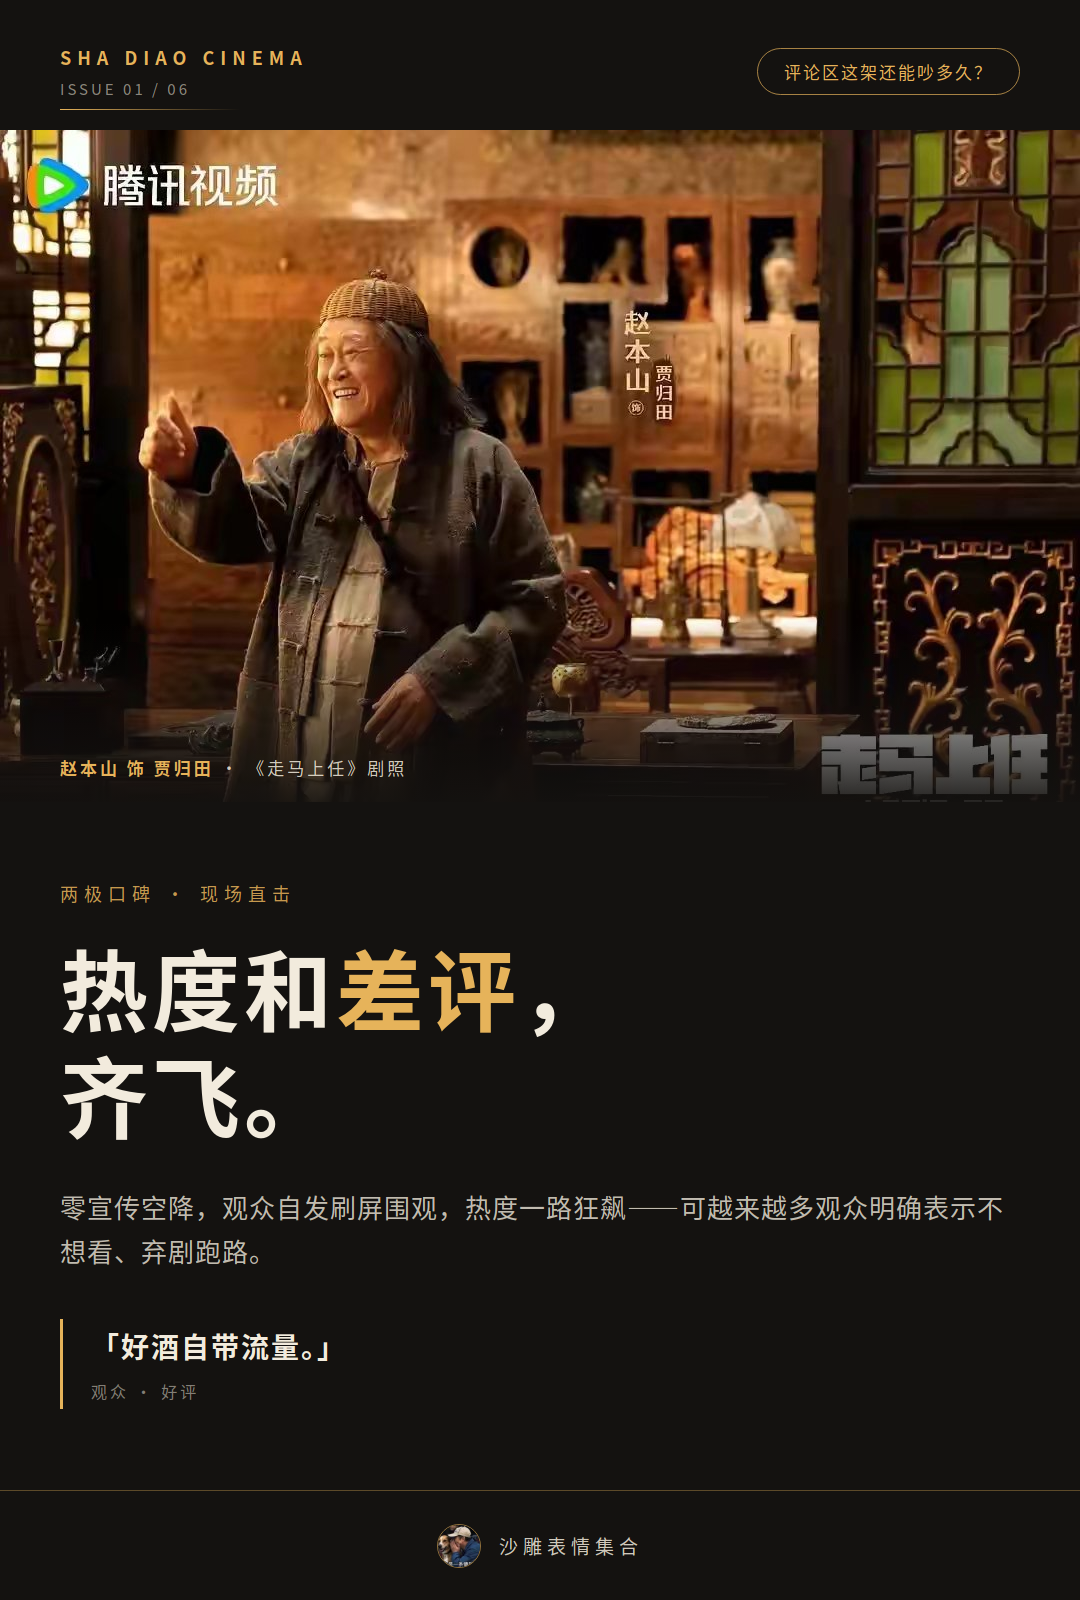 SHA DIAO CINEMA
ISSUE 01 / 06
评论区这架还能吵多久?
腾讯视频
赵本山 饰
贾归田
走马上任
赵本山 饰 贾归田 · 《走马上任》剧照
两极口碑 · 现场直击
热度和差评，
齐飞。
零宣传空降，观众自发刷屏围观，热度一路狂飙——可越来越多观众明确表示不
想看、弃剧跑路。
「好酒自带流量。」
观众 · 好评
沙雕表情集合